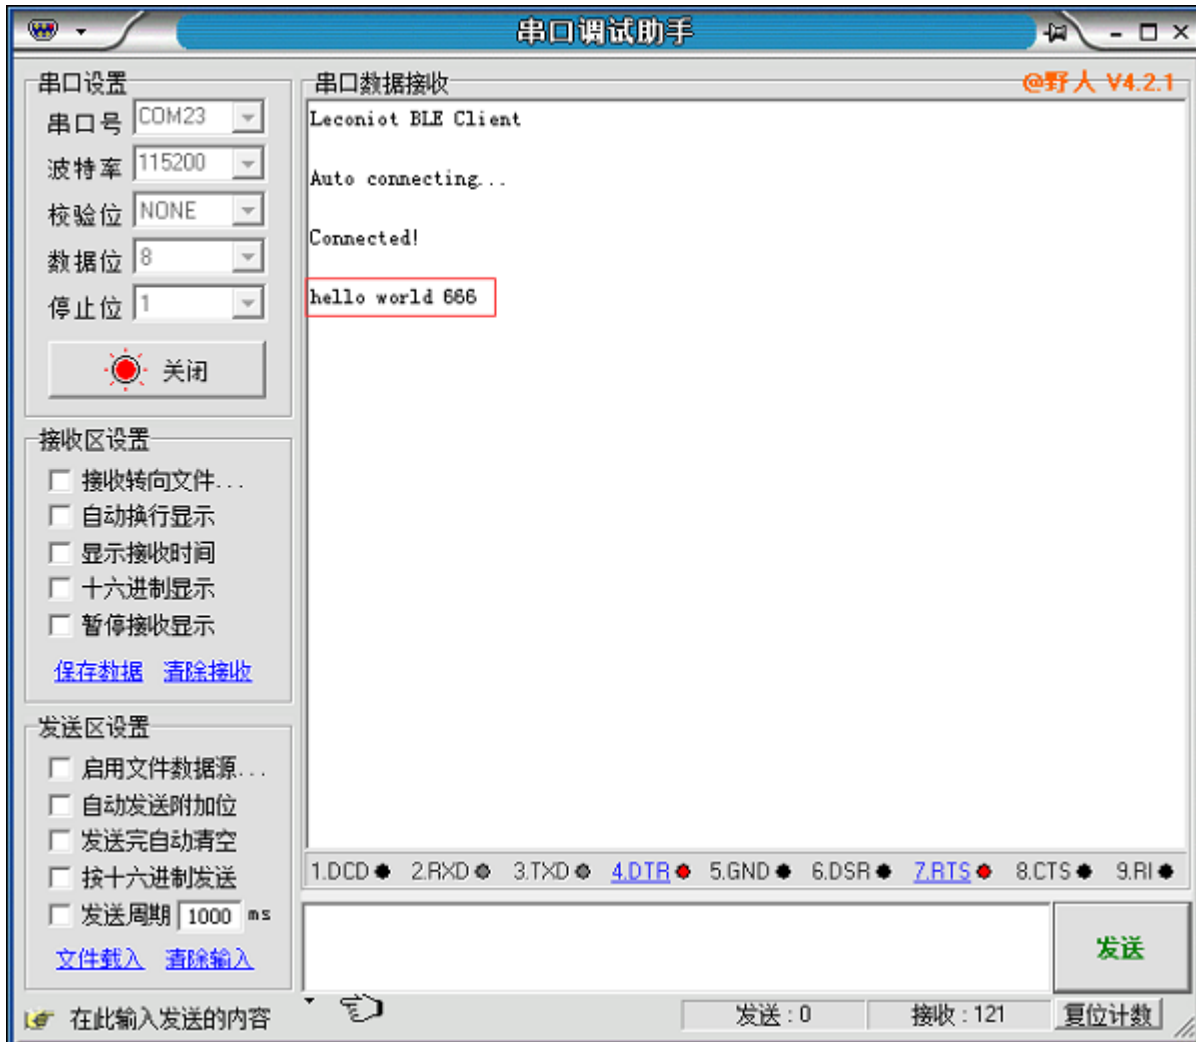 串口调试助手
串口设置
串口号 COM23
波特率 115200
校验位 NONE
数据位 8
停止位 1
关闭
接收区设置
接收转向文件...
自动换行显示
显示接收时间
十六进制显示
暂停接收显示
保存数据 清除接收
发送区设置
启用文件数据源...
自动发送附加位
发送完自动清空
按十六进制发送
发送周期 1000 ms
文件载入 清除输入
串口数据接收 @野人 V4.2.1
Leconiot BLE Client
Auto connecting...
Connected!
hello world 666
1.DCD 2.RXD 3.TXD 4.DTR 5.GND 6.DSR 7.RTS 8.CTS 9.RI
发送
在此输入发送的内容 发送 : 0 接收 : 121 复位计数